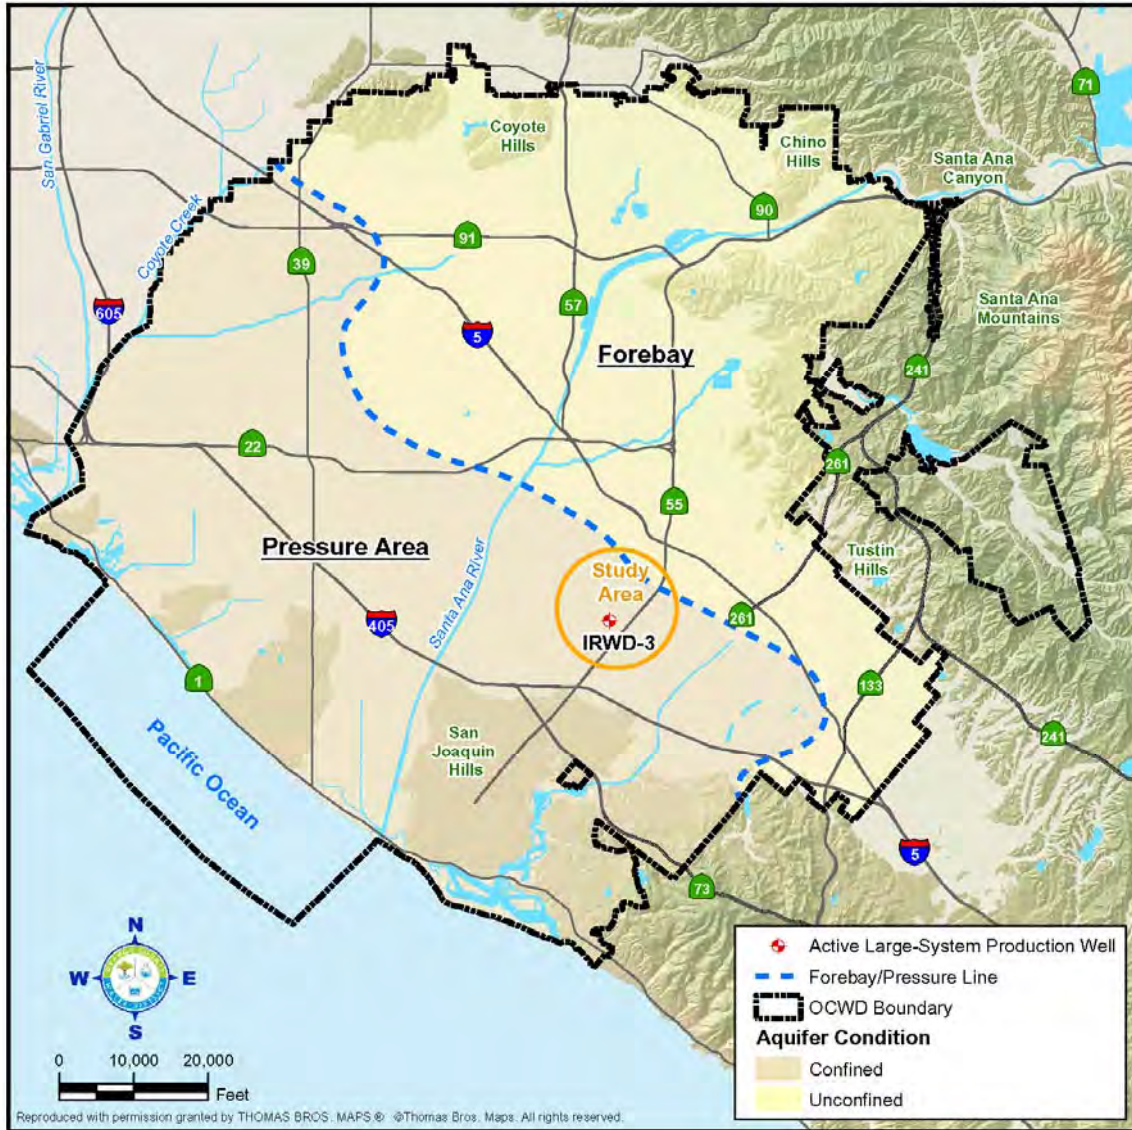 71
San Gabriel River
Coyote
Hills
Chino
Hills
Santa Ana
Canyon
90
Coyote Creek
91
39
57
605
5
Santa Ana
Mountains
Forebay
241
22
261
55
Pressure Area
Santa Ana River
Study
Area
Tustin
Hills
IRWD-3
261
405
1
133
San
Joaquin
Hills
241
Pacific Ocean
5
73
N
W
E
S
0
10,000
20,000
Feet
Active Large-System Production Well
Forebay/Pressure Line
OCWD Boundary
Aquifer Condition
Confined
Unconfined
Reproduced with permission granted by THOMAS BROS. MAPS ® ©Thomas Bros. Maps. All rights reserved.